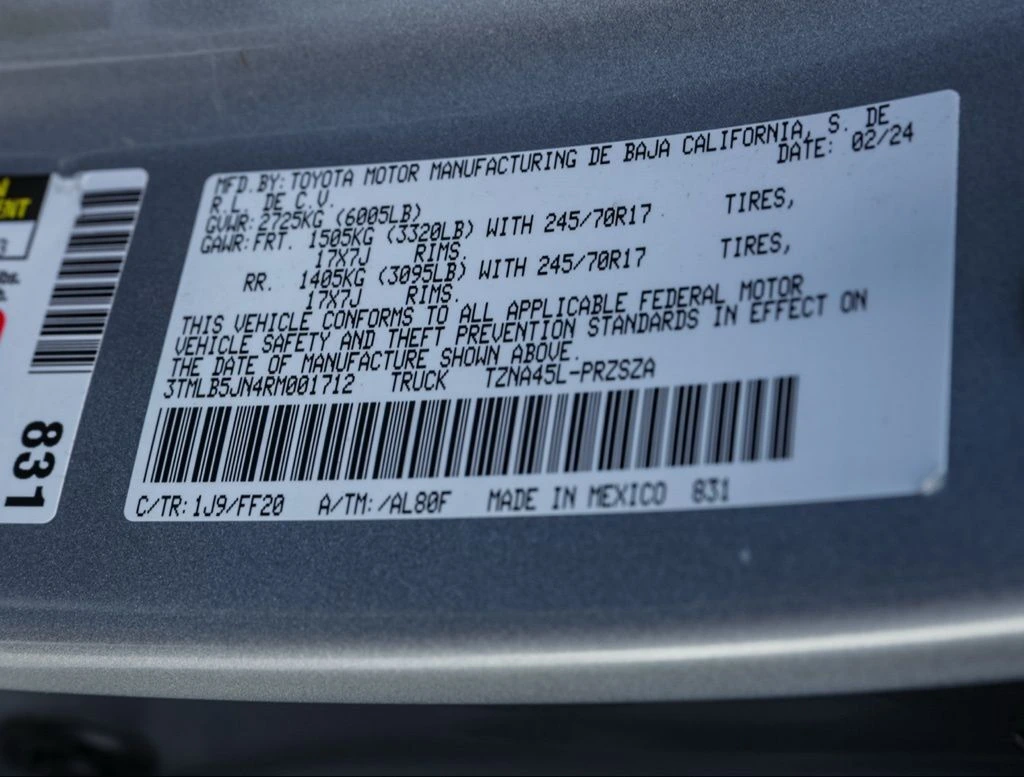 ENT
3
bs.
831
MFD.BY:TOYOTA MOTOR MANUFACTURING DE BAJA CALIFORNIA, S. DE
R.L. DE C.V. DATE: 02/24
GVWR:2725KG (6005LB)
GAWR:FRT. 1505KG (3320LB) WITH 245/70R17 TIRES,
17X7J RIMS.
RR. 1405KG (3095LB) WITH 245/70R17 TIRES,
17X7J RIMS.
THIS VEHICLE CONFORMS TO ALL APPLICABLE FEDERAL MOTOR
VEHICLE SAFETY AND THEFT PREVENTION STANDARDS IN EFFECT ON
THE DATE OF MANUFACTURE SHOWN ABOVE.
3TMLB5JN4RM001712 TRUCK TZNA45L-PRZSZA
C/TR:1J9/FF20 A/TM:/AL80F MADE IN MEXICO 831